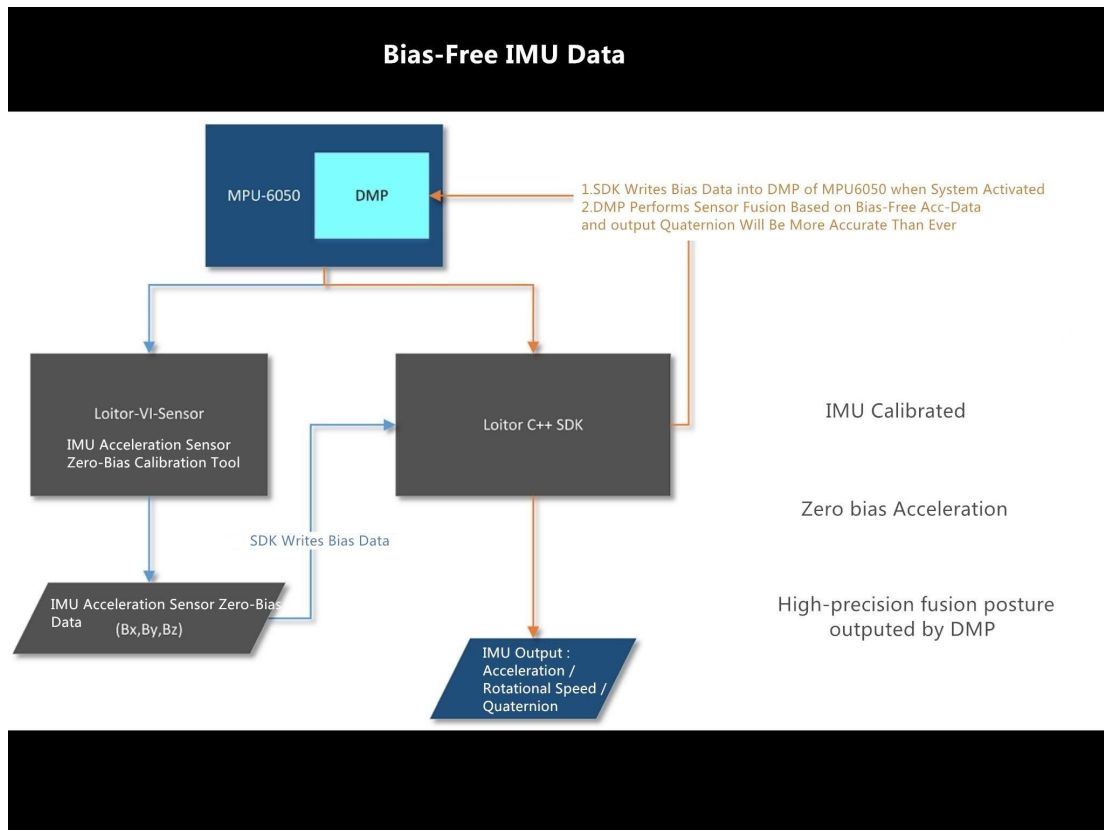 Bias-Free IMU Data
MPU-6050
DMP
1.SDK Writes Bias Data into DMP of MPU6050 when System Activated
2.DMP Performs Sensor Fusion Based on Bias-Free Acc-Data
and output Quaternion Will Be More Accurate Than Ever
Loitor-VI-Sensor
IMU Acceleration Sensor
Zero-Bias Calibration Tool
Loitor C++ SDK
IMU Calibrated
Zero bias Acceleration
SDK Writes Bias Data
IMU Acceleration Sensor Zero-Bias
Data
(Bx,By,Bz)
High-precision fusion posture
outputed by DMP
IMU Output :
Acceleration /
Rotational Speed /
Quaternion